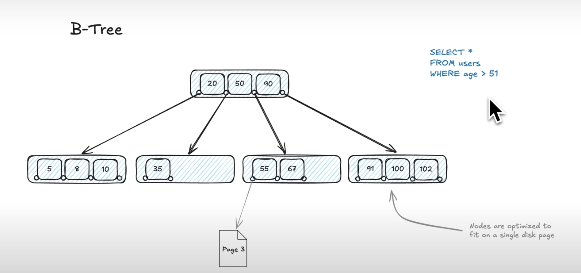 B-Tree
SELECT *
FROM users
WHERE age > 51
20 50 90
5 8 10
35
55 67
91 100 102
Page 3
Nodes are optimized to
fit on a single disk page